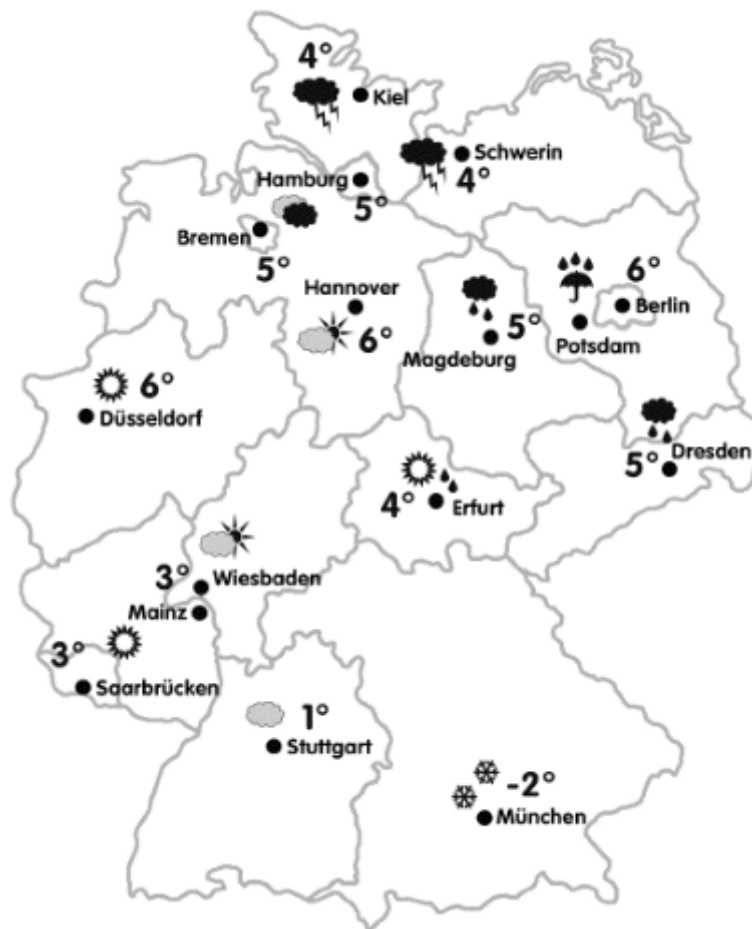 4°
Kiel
Schwerin
4°
Hamburg
5°
Bremen
5°
6°
Berlin
Hannover
6°
5°
Magdeburg
Potsdam
6°
Düsseldorf
Dresden
5°
4°
Erfurt
3°
Wiesbaden
Mainz
3°
Saarbrücken
1°
Stuttgart
-2°
München